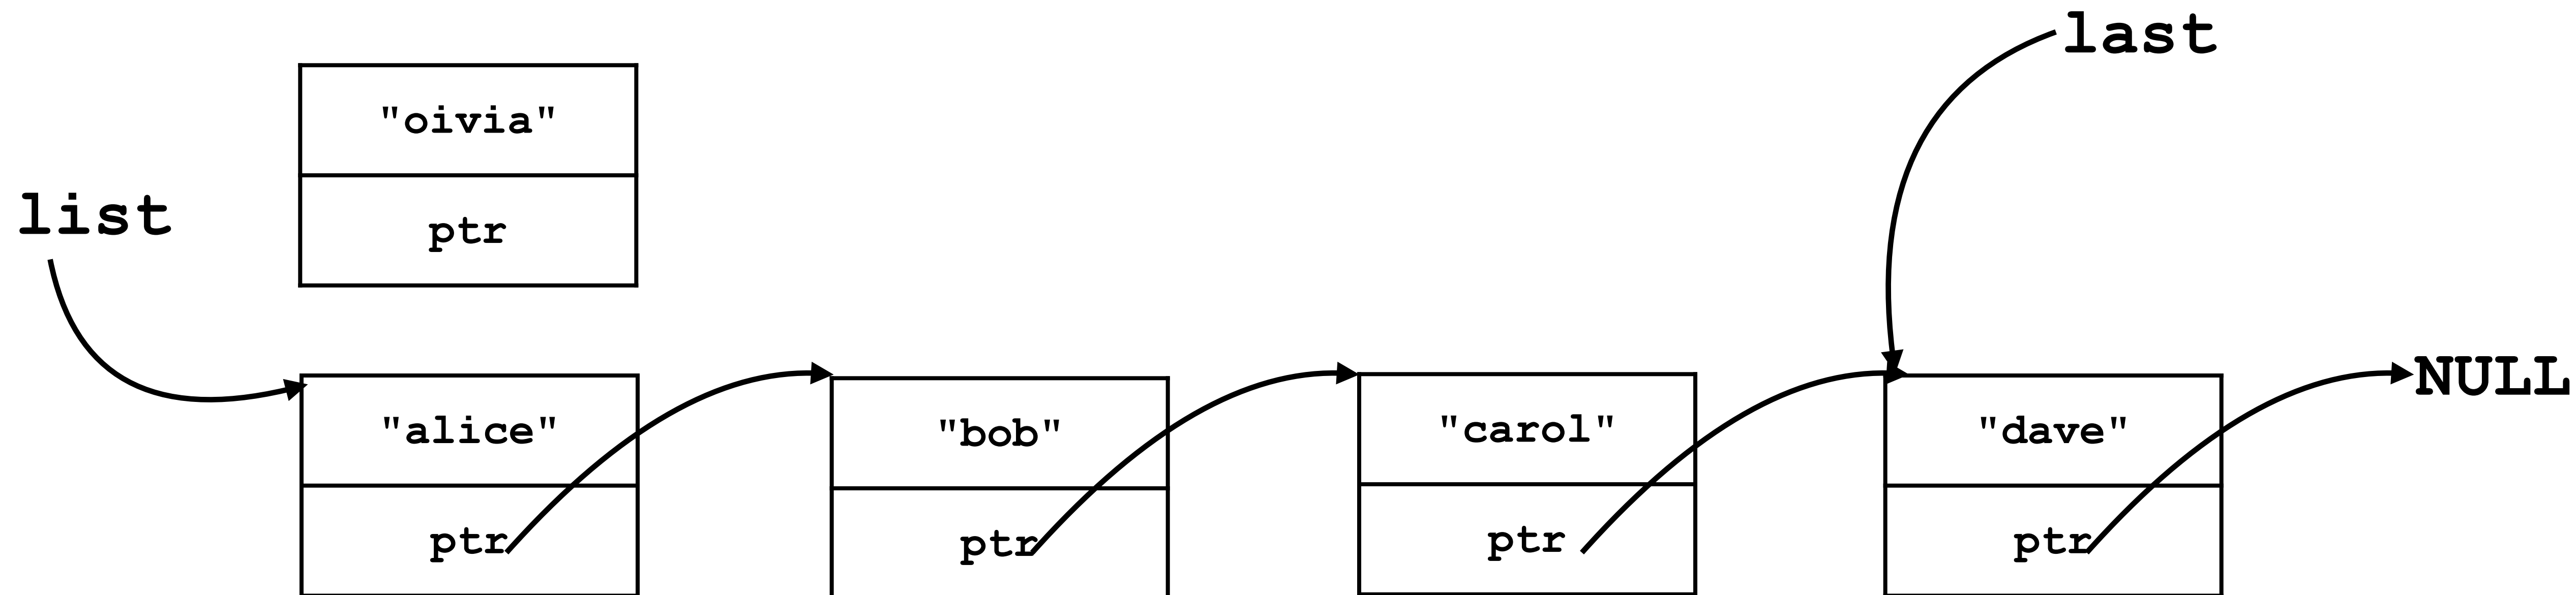 last
"oivia"
list
ptr
NULL
"alice"
"bob"
"carol"
"dave"
ptr
ptr
ptr
ptr